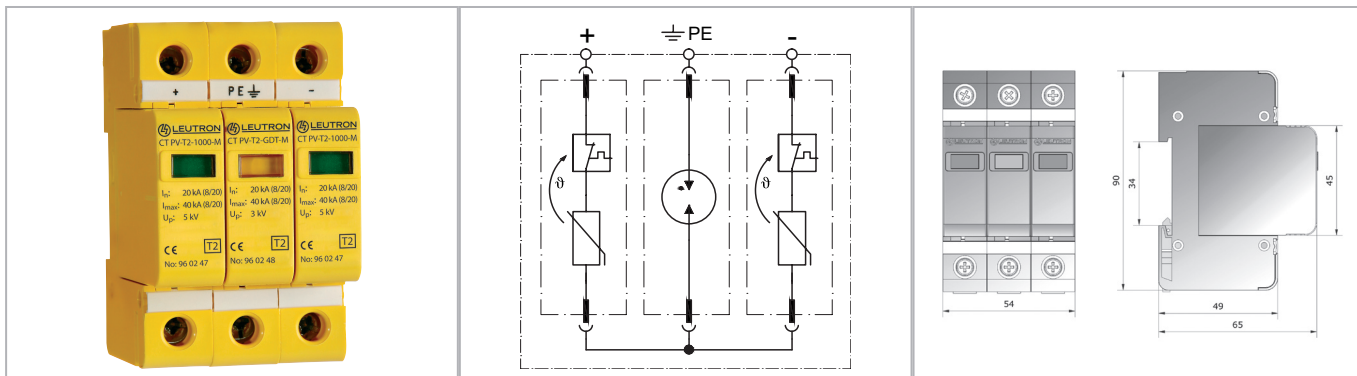 +
PE
-
LEUTRON
CT PV-T2-1000-M
In: 20 kA (8/20)
Imax: 40 kA (8/20)
Up: 5 kV
CE
T2
No: 96 02 47
LEUTRON
CT PV-T2-GDT-M
In: 20 kA (8/20)
Imax: 40 kA (8/20)
Up: 3 kV
CE
T2
No: 96 02 48
LEUTRON
CT PV-T2-1000-M
In: 20 kA (8/20)
Imax: 40 kA (8/20)
Up: 5 kV
CE
T2
No: 96 02 47
+
PE
-
ϑ
ϑ
LEUTRON
LEUTRON
LEUTRON
54
90
34
45
49
65